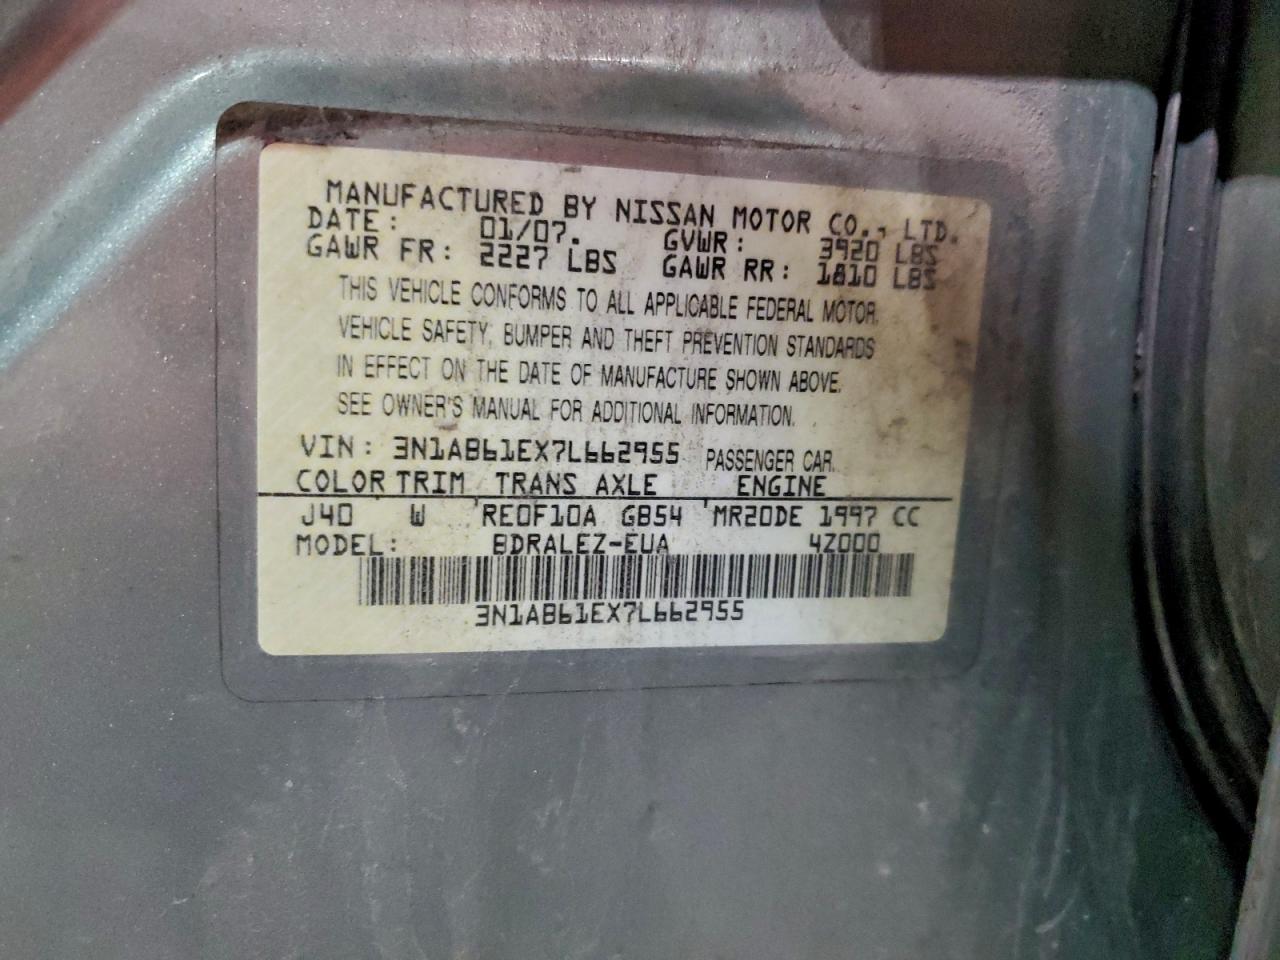 MANUFACTURED BY NISSAN MOTOR CO., LTD.
DATE: 01/07. GVWR: 3920 LBS
GAWR FR: 2227 LBS GAWR RR: 1810 LBS
THIS VEHICLE CONFORMS TO ALL APPLICABLE FEDERAL MOTOR
VEHICLE SAFETY, BUMPER AND THEFT PREVENTION STANDARDS
IN EFFECT ON THE DATE OF MANUFACTURE SHOWN ABOVE.
SEE OWNER'S MANUAL FOR ADDITIONAL INFORMATION.
VIN: 3N1AB61EX7L662955 PASSENGER CAR.
COLOR TRIM TRANS AXLE ENGINE
J40 W RE0F10A GB54 MR20DE 1997 CC
MODEL: BDRALEZ-EUA 4Z000
3N1AB61EX7L662955